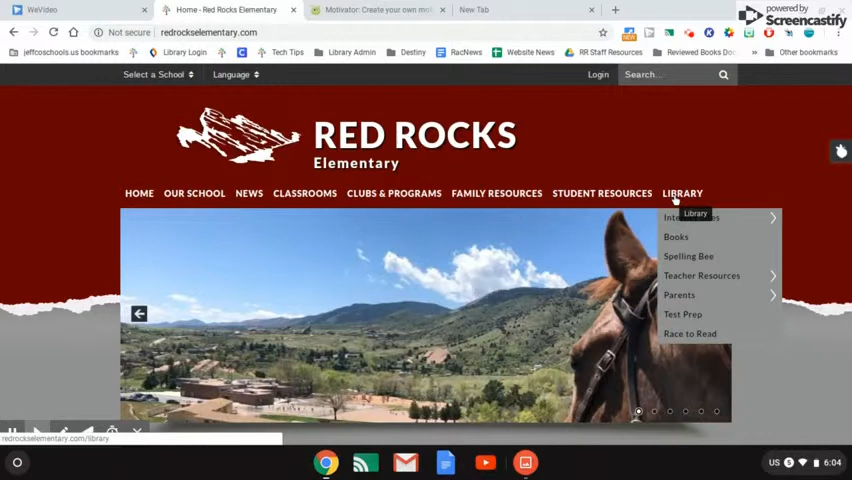 WeVideo
Home - Red Rocks Elementary
Motivator: Create your own mot
New Tab
powered by
Screencastify
Not secure
redrockselementary.com
NEW
jeffcoschools.us bookmarks
Library Login
Tech Tips
Library Admin
Destiny
RacNews
Website News
RR Staff Resources
Reviewed Books Doc
»
Other bookmarks
Select a School
Language
Login
Search...
RED ROCKS
Elementary
HOME
OUR SCHOOL
NEWS
CLASSROOMS
CLUBS & PROGRAMS
FAMILY RESOURCES
STUDENT RESOURCES
LIBRARY
Library
Books
Spelling Bee
Teacher Resources
Parents
Test Prep
Race to Read
redrockselementary.com/library
US
6:04